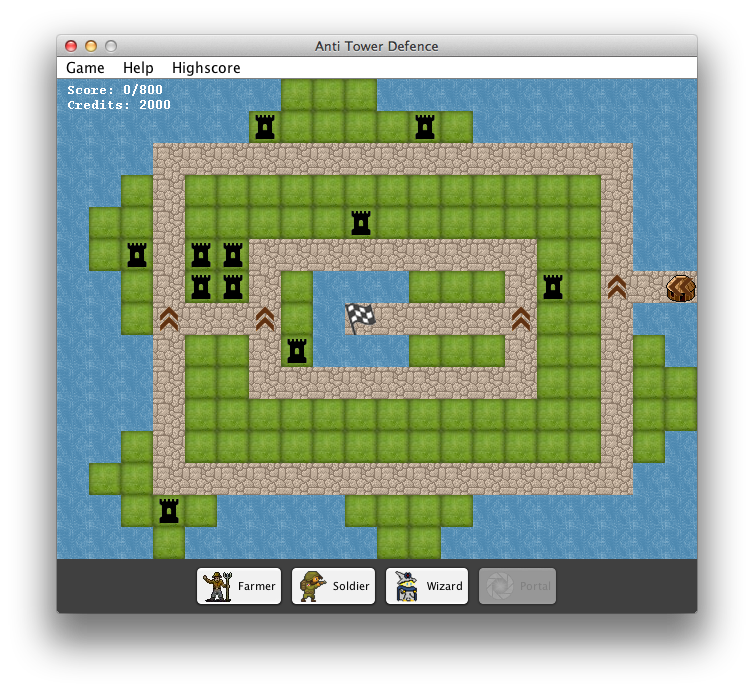 Anti Tower Defence
Game Help Highscore
Score: 0/800
Credits: 2000
Farmer Soldier Wizard Portal